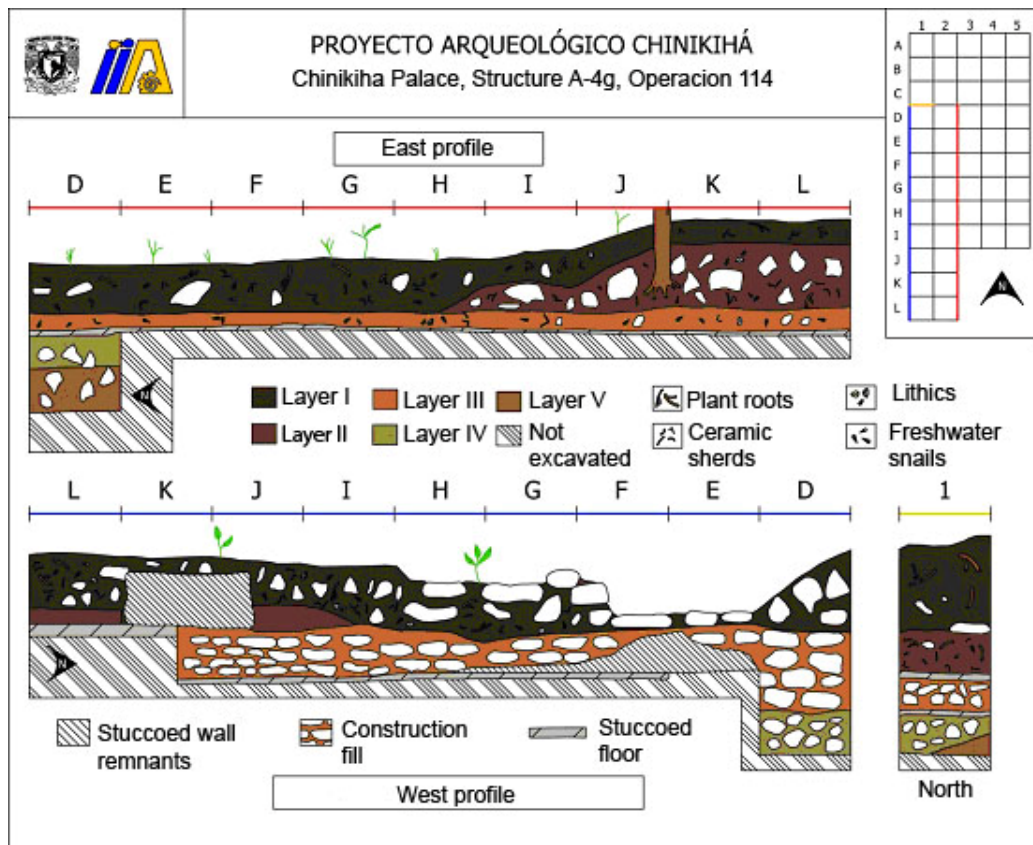 PROYECTO ARQUEOLÓGICO CHINIKIHÁ
Chinikiha Palace, Structure A-4g, Operacion 114
1 2 3 4 5
A
B
C
D
E
F
G
H
I
J
K
L
N
East profile
D E F G H I J K L
N
Layer I Layer III Layer V Plant roots Lithics
Layer II Layer IV Not excavated Ceramic sherds Freshwater snails
L K J I H G F E D 1
N
Stuccoed wall remnants Construction fill Stuccoed floor
North
West profile